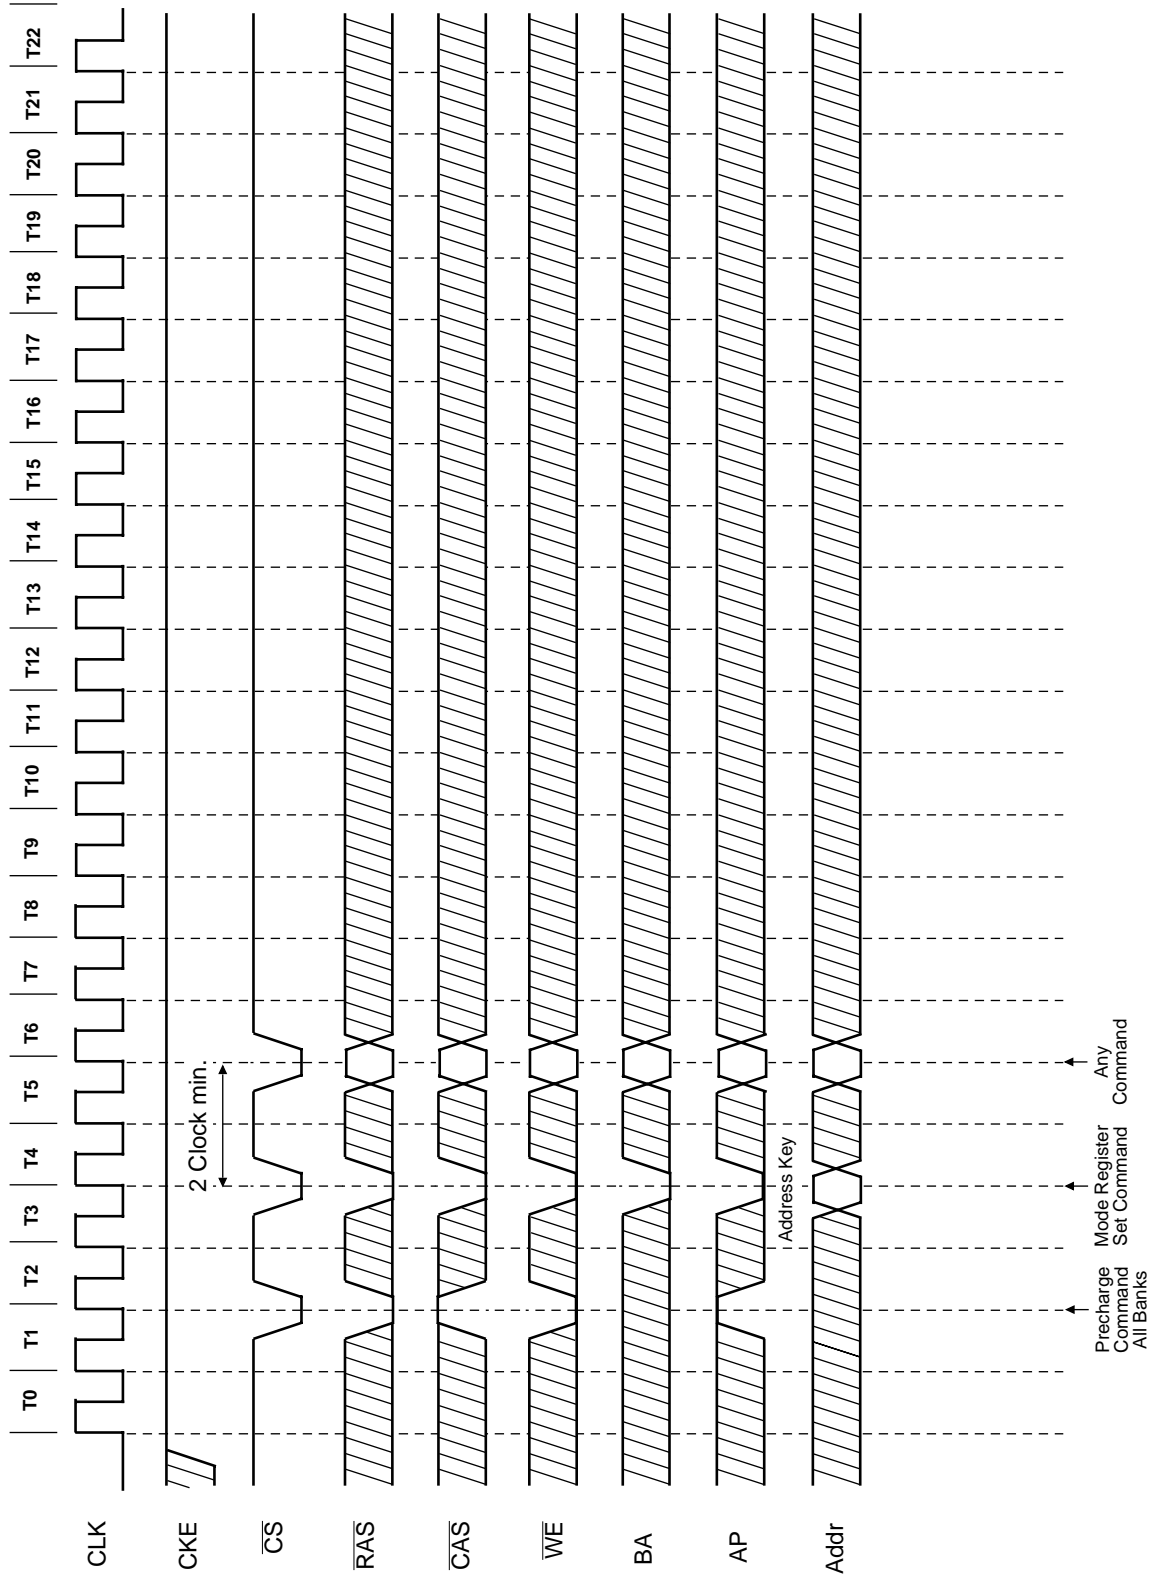 T0 T1 T2 T3 T4 T5 T6 T7 T8 T9 T10 T11 T12 T13 T14 T15 T16 T17 T18 T19 T20 T21 T22
CLK
CKE
2 Clock min.
CS
RAS
CAS
WE
BA
AP
Address Key
Addr
Precharge
Command
All Banks
Mode Register
Set Command
Any
Command